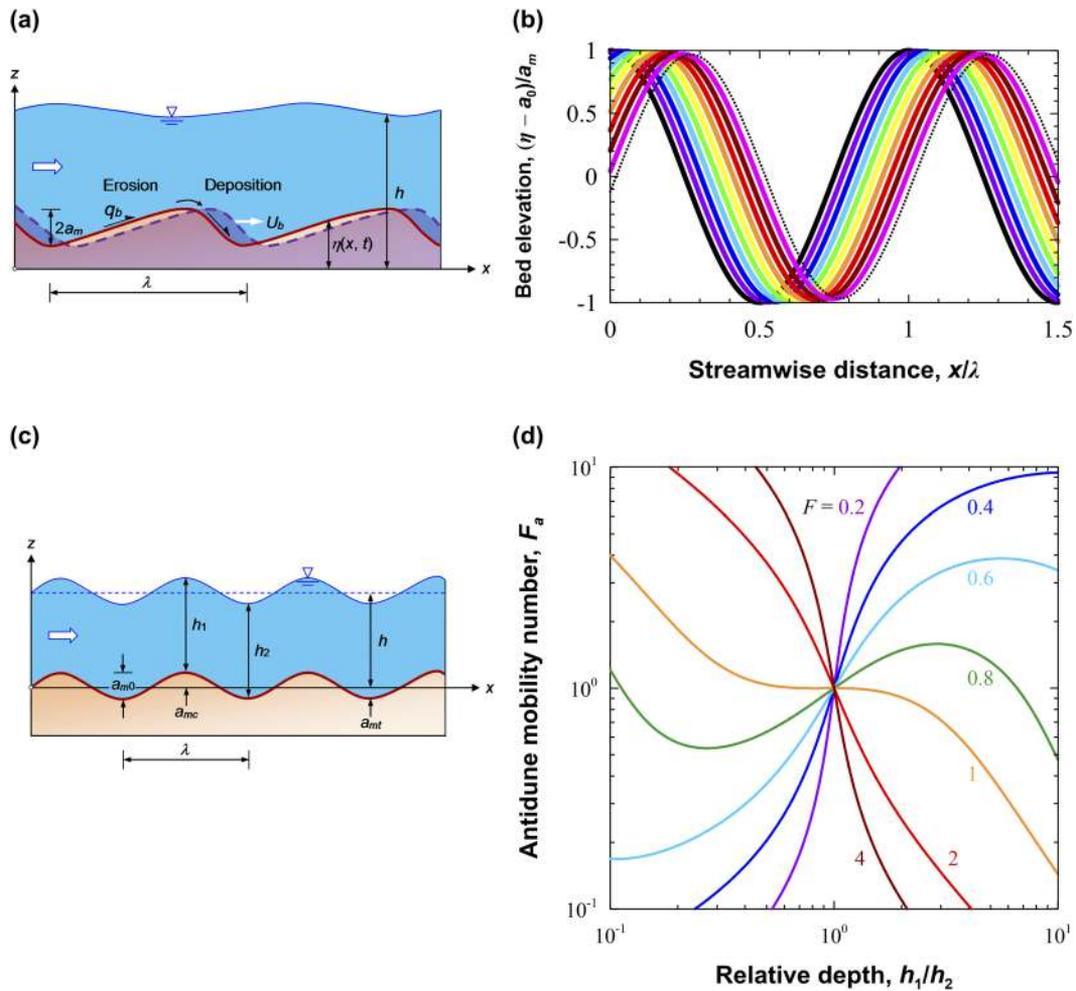 (a)
z
Erosion
Deposition
q_b
2a_m
U_b
h
η(x, t)
x
λ
(b)
Bed elevation, (η − a_0)/a_m
1
0.5
0
-0.5
-1
0
0.5
1
1.5
Streamwise distance, x/λ
(c)
z
h_1
h_2
h
a_m0
x
a_mc
a_mt
λ
(d)
Antidune mobility number, F_a
10^1
10^0
10^-1
F = 0.2
0.4
0.6
0.8
1
4
2
10^-1
10^0
10^1
Relative depth, h_1/h_2